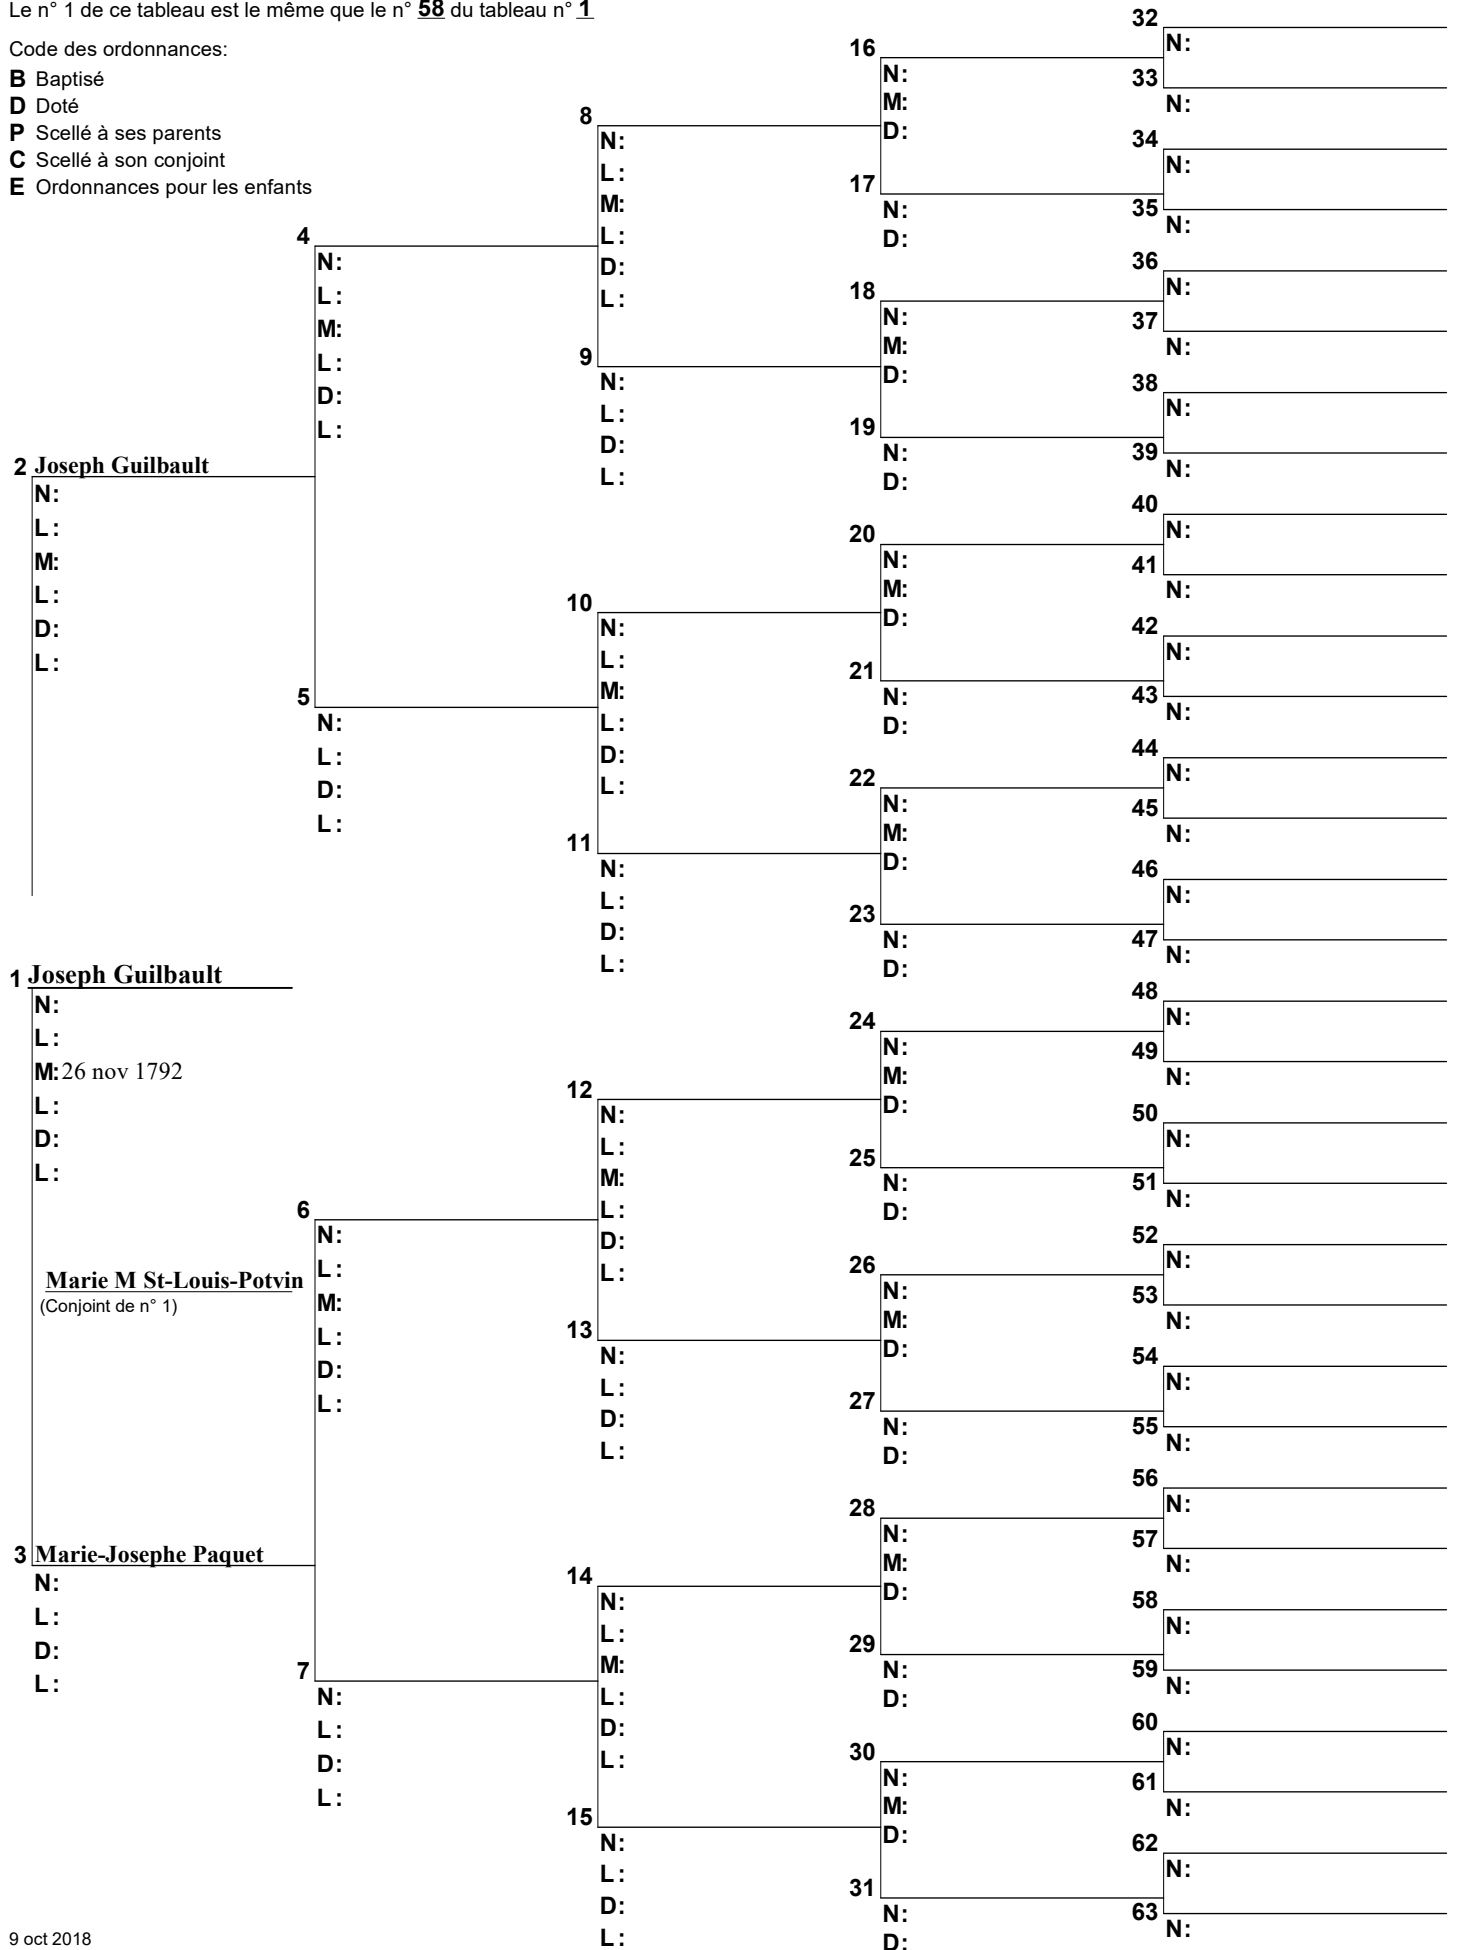 Le n° 1 de ce tableau est le même que le n° 58 du tableau n° 1
Code des ordonnances:
B Baptisé
D Doté
P Scellé à ses parents
C Scellé à son conjoint
E Ordonnances pour les enfants
2 Joseph Guilbault
N:
L:
M:
L:
D:
L:
1 Joseph Guilbault
N:
L:
M: 26 nov 1792
L:
D:
L:
Marie M St-Louis-Potvin
(Conjoint de n° 1)
3 Marie-Josephe Paquet
N:
L:
D:
L:
9 oct 2018
4
N:
L:
M:
L:
D:
L:
5
N:
L:
D:
L:
6
N:
L:
M:
L:
D:
L:
7
N:
L:
D:
L:
8
N:
L:
M:
L:
D:
L:
9
N:
L:
D:
L:
10
N:
L:
M:
L:
D:
L:
11
N:
L:
D:
L:
12
N:
L:
M:
L:
D:
L:
13
N:
L:
D:
L:
14
N:
L:
M:
L:
D:
L:
15
N:
L:
D:
L:
16
N:
M:
D:
17
N:
D:
18
N:
M:
D:
19
N:
D:
20
N:
M:
D:
21
N:
D:
22
N:
M:
D:
23
N:
D:
24
N:
M:
D:
25
N:
D:
26
N:
M:
D:
27
N:
D:
28
N:
M:
D:
29
N:
D:
30
N:
M:
D:
31
N:
D:
32
N:
33
N:
34
N:
35
N:
36
N:
37
N:
38
N:
39
N:
40
N:
41
N:
42
N:
43
N:
44
N:
45
N:
46
N:
47
N:
48
N:
49
N:
50
N:
51
N:
52
N:
53
N:
54
N:
55
N:
56
N:
57
N:
58
N:
59
N:
60
N:
61
N:
62
N:
63
N: